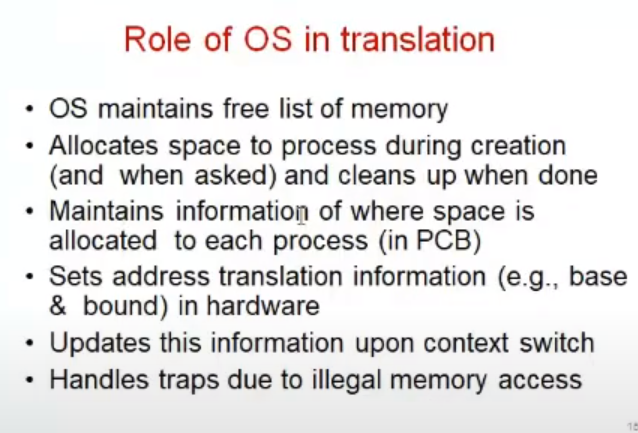 Role of OS in translation
• OS maintains free list of memory
• Allocates space to process during creation
(and when asked) and cleans up when done
• Maintains information of where space is
allocated to each process (in PCB)
• Sets address translation information (e.g., base
& bound) in hardware
• Updates this information upon context switch
• Handles traps due to illegal memory access